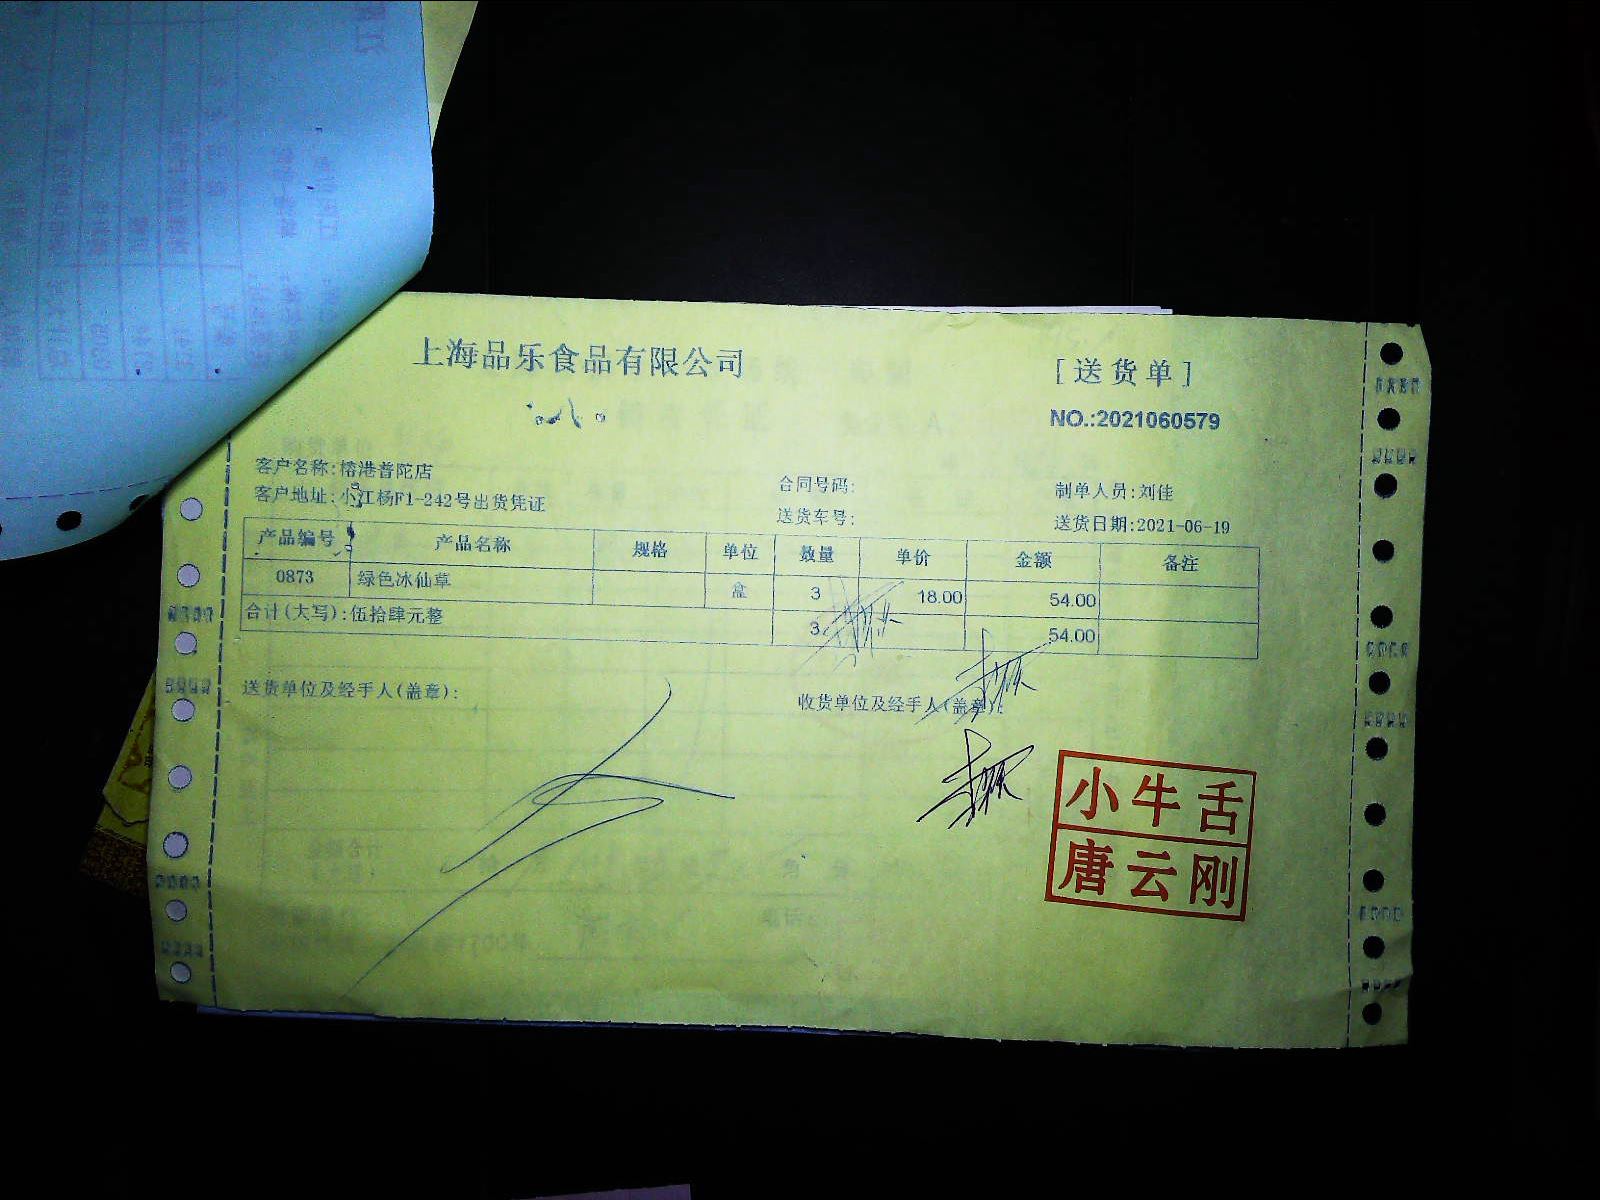 上海品乐食品有限公司
[送货单]
NO.:2021060579
客户名称:榕港普陀店
合同号码:
制单人员:刘佳
客户地址:小江杨F1-242号出货凭证
送货车号:
送货日期:2021-06-19
产品编号 产品名称 规格 单位 数量 单价 金额 备注
0873 绿色冰仙草 盒 3 18.00 54.00
合计(大写):伍拾肆元整 3 54.00
送货单位及经手人(盖章):
收货单位及经手人(盖章):
小牛舌
唐云刚